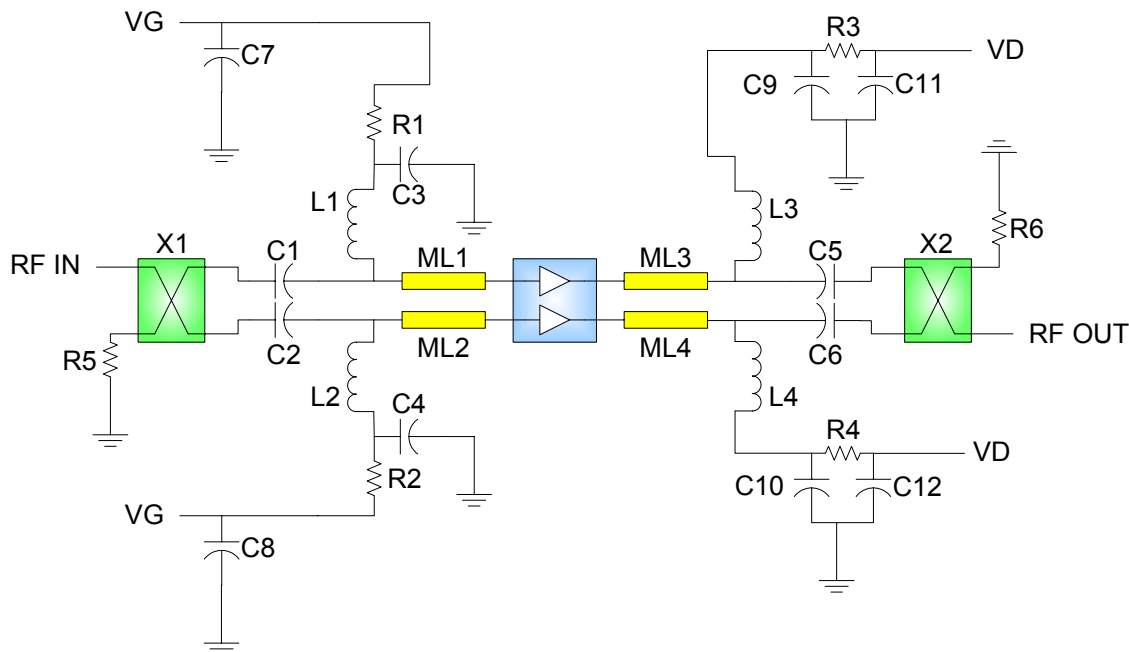 VG
C7
R1
C3
L1
R3
VD
C9
C11
L3
R6
X1
RF IN
C1
ML1
ML3
C5
X2
C2
ML2
ML4
C6
RF OUT
R5
L2
C4
R2
L4
R4
VD
C10
C12
VG
C8